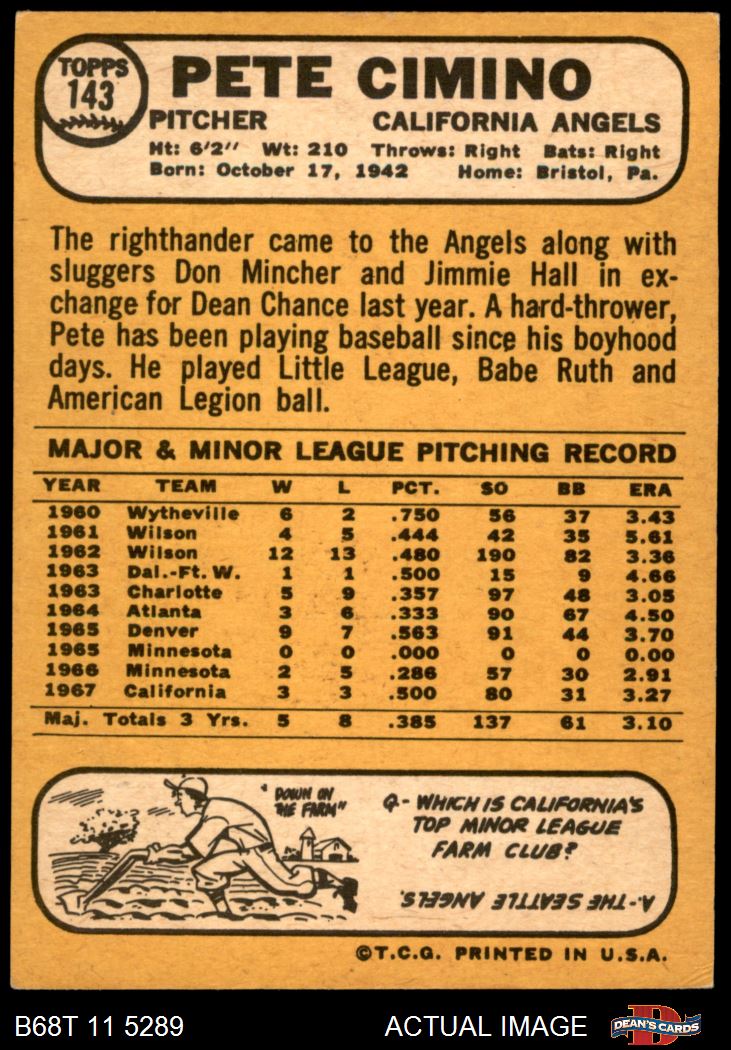 TOPPS
143
PETE CIMINO
PITCHER CALIFORNIA ANGELS
Ht: 6'2" Wt: 210 Throws: Right Bats: Right
Born: October 17, 1942 Home: Bristol, Pa.
The righthander came to the Angels along with
sluggers Don Mincher and Jimmie Hall in ex-
change for Dean Chance last year. A hard-thrower,
Pete has been playing baseball since his boyhood
days. He played Little League, Babe Ruth and
American Legion ball.
MAJOR & MINOR LEAGUE PITCHING RECORD
YEAR TEAM W L PCT. SO BB ERA
1960 Wytheville 6 2 .750 56 37 3.43
1961 Wilson 4 5 .444 42 35 5.61
1962 Wilson 12 13 .480 190 82 3.36
1963 Dal.-Ft. W. 1 1 .500 15 9 4.66
1963 Charlotte 5 9 .357 97 48 3.05
1964 Atlanta 3 6 .333 90 67 4.50
1965 Denver 9 7 .563 91 44 3.70
1965 Minnesota 0 0 .000 0 0 0.00
1966 Minnesota 2 5 .286 57 30 2.91
1967 California 3 3 .500 80 31 3.27
Maj. Totals 3 Yrs. 5 8 .385 137 61 3.10
"DOWN ON
THE FARM"
Q- WHICH IS CALIFORNIA'S
TOP MINOR LEAGUE
FARM CLUB?
A-THE SEATTLE ANGELS.
©T.C.G. PRINTED IN U.S.A.
B68T 11 5289 ACTUAL IMAGE
DEAN'S CARDS